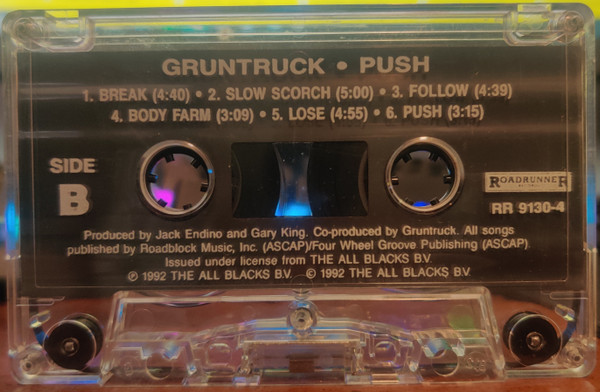 GRUNTRUCK • PUSH
1. BREAK (4:40) • 2. SLOW SCORCH (5:00) • 3. FOLLOW (4:39)
4. BODY FARM (3:09) • 5. LOSE (4:55) • 6. PUSH (3:15)
SIDE
B
ROADRUNNER
RR 9130-4
Produced by Jack Endino and Gary King. Co-produced by Gruntruck. All songs
published by Roadblock Music, Inc. (ASCAP)/Four Wheel Groove Publishing (ASCAP)
Issued under license from THE ALL BLACKS B.V.
℗ 1992 THE ALL BLACKS B.V. © 1992 THE ALL BLACKS B.V.